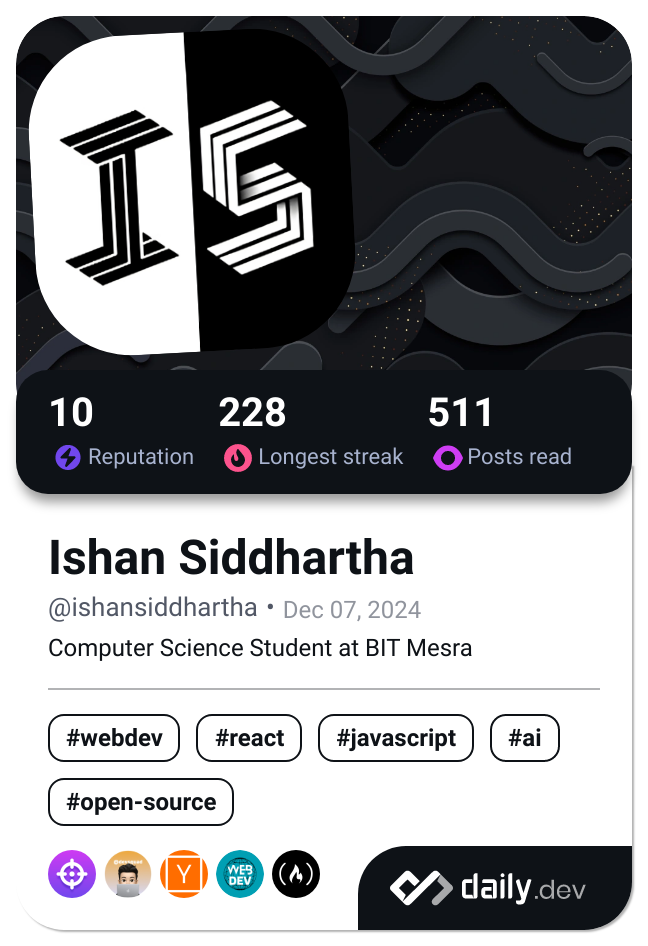 IS
10 228 511
Reputation Longest streak Posts read
Ishan Siddhartha
@ishansiddhartha • Dec 07, 2024
Computer Science Student at BIT Mesra
#webdev #react #javascript #ai
#open-source
Y WEB
DEV
daily.dev